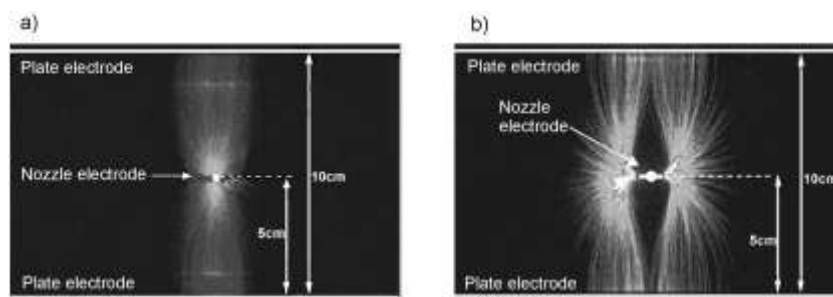 a)
Plate electrode
Nozzle electrode
10cm
5cm
Plate electrode
b)
Plate electrode
Nozzle
electrode
10cm
5cm
Plate electrode